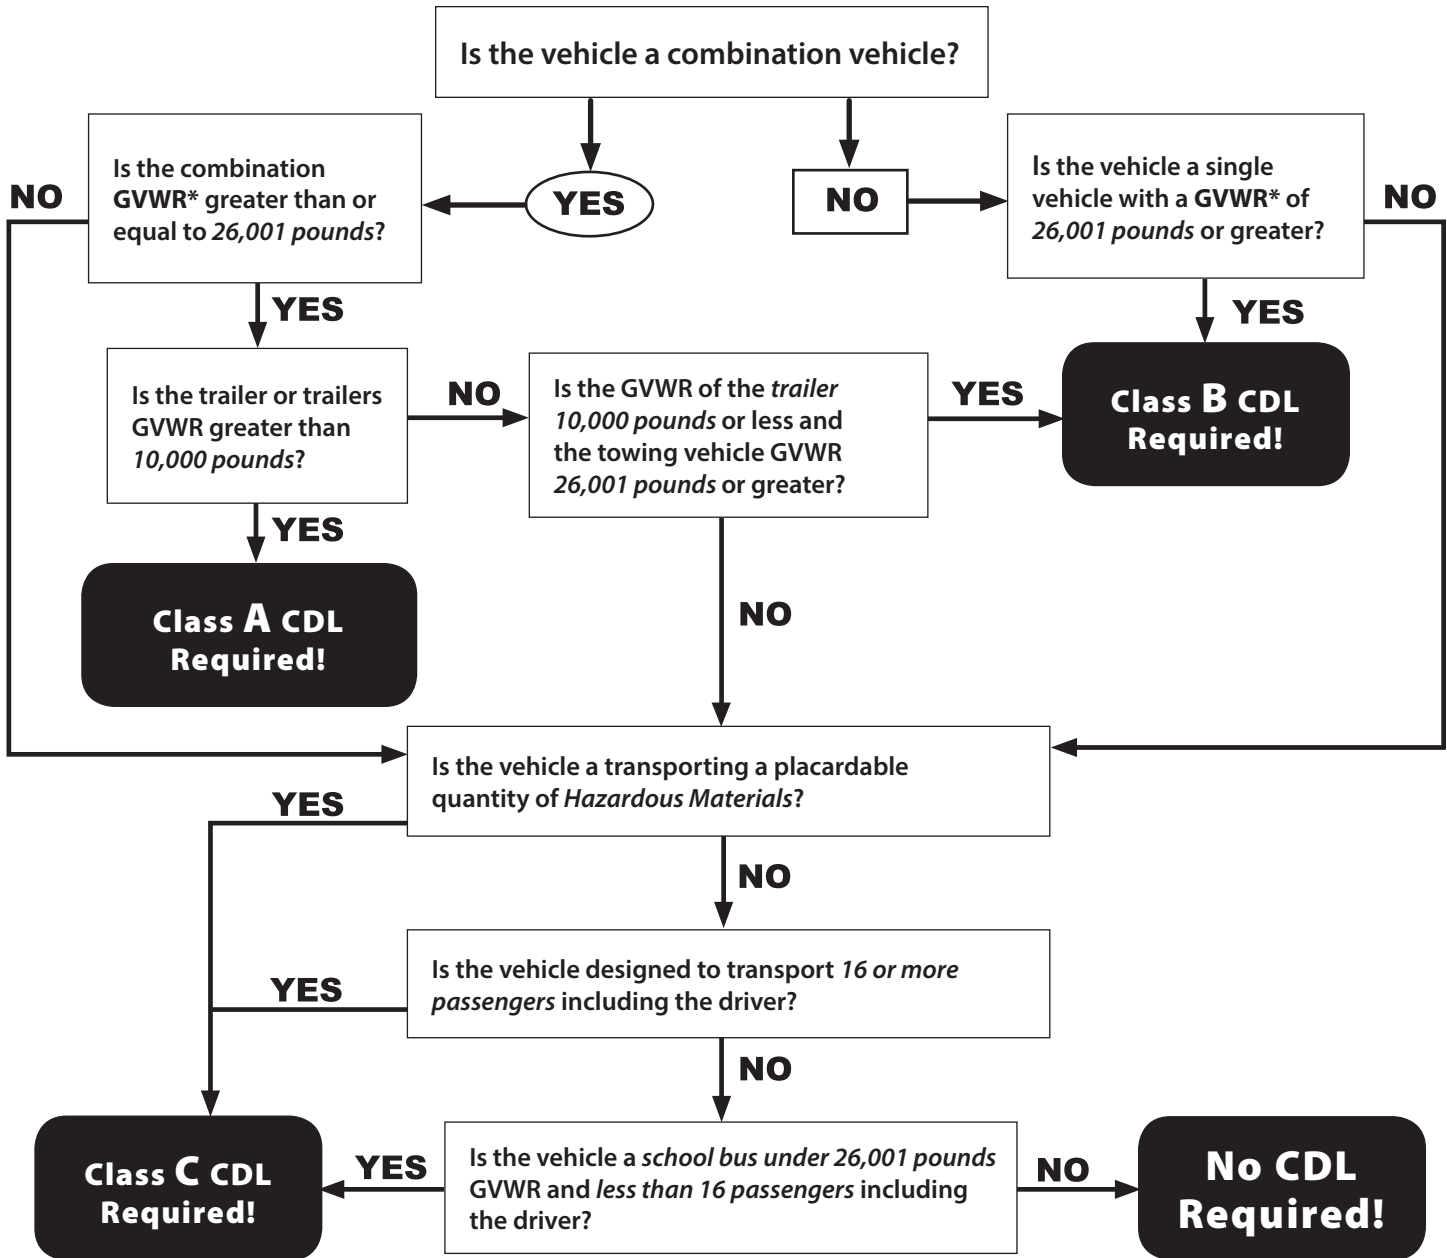 Is the vehicle a combination vehicle?
YES
NO
Is the combination
GVWR* greater than or
equal to 26,001 pounds?
NO
YES
Is the vehicle a single
vehicle with a GVWR* of
26,001 pounds or greater?
NO
YES
Is the trailer or trailers
GVWR greater than
10,000 pounds?
NO
YES
Is the GVWR of the trailer
10,000 pounds or less and
the towing vehicle GVWR
26,001 pounds or greater?
YES
NO
Class B CDL
Required!
Class A CDL
Required!
Is the vehicle a transporting a placardable
quantity of Hazardous Materials?
YES
NO
Is the vehicle designed to transport 16 or more
passengers including the driver?
YES
NO
Class C CDL
Required!
YES
Is the vehicle a school bus under 26,001 pounds
GVWR and less than 16 passengers including
the driver?
NO
No CDL
Required!